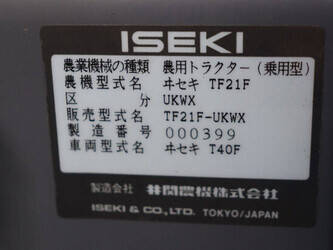 ISEKI
農業機械の種類 農用トラクター(乗用型)
農機型式名 ヰセキ TF21F
区分 UKWX
販売型式名 TF21F-UKWX
製造番号 000399
車両型式名 ヰセキ T40F
製造会社 井関農機株式会社
ISEKI & CO.,LTD. TOKYO/JAPAN